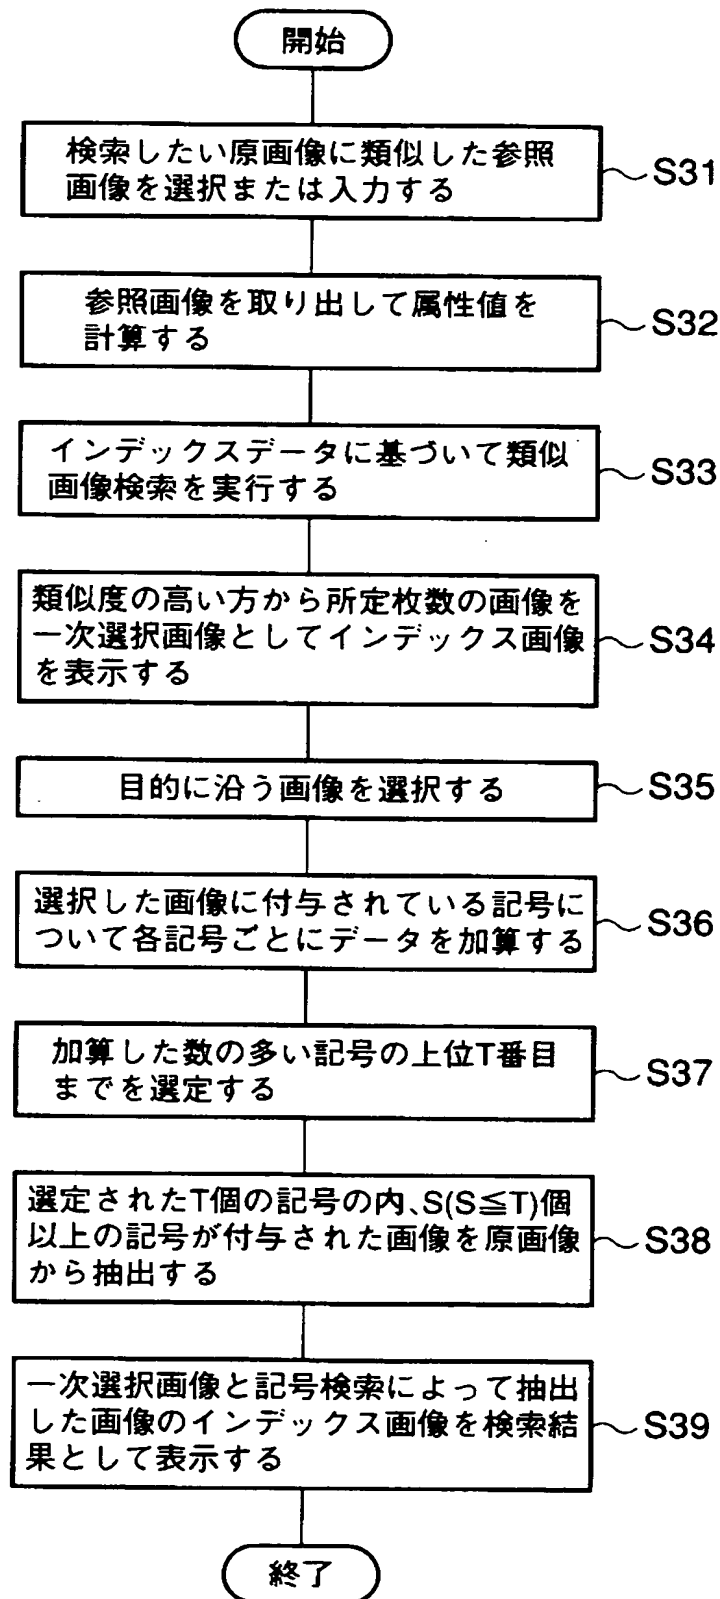 開始
検索したい原画像に類似した参照
画像を選択または入力する
S31
参照画像を取り出して属性値を
計算する
S32
インデックスデータに基づいて類似
画像検索を実行する
S33
類似度の高い方から所定枚数の画像を
一次選択画像としてインデックス画像
を表示する
S34
目的に沿う画像を選択する
S35
選択した画像に付与されている記号に
ついて各記号ごとにデータを加算する
S36
加算した数の多い記号の上位T番目
までを選定する
S37
選定されたT個の記号の内、S(S≦T)個
以上の記号が付与された画像を原画像
から抽出する
S38
一次選択画像と記号検索によって抽出
した画像のインデックス画像を検索結
果として表示する
S39
終了